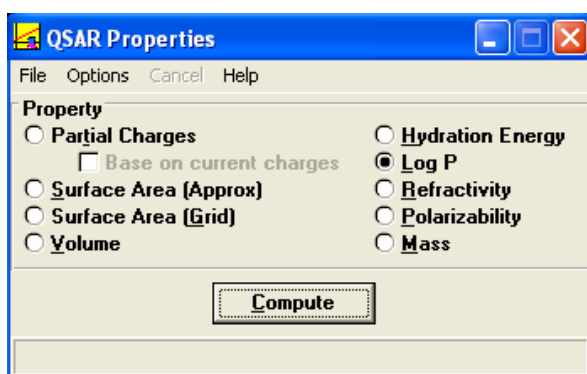 QSAR Properties
File Options Cancel Help
Property
Partial Charges
Base on current charges
Surface Area (Approx)
Surface Area (Grid)
Volume
Hydration Energy
Log P
Refractivity
Polarizability
Mass
Compute